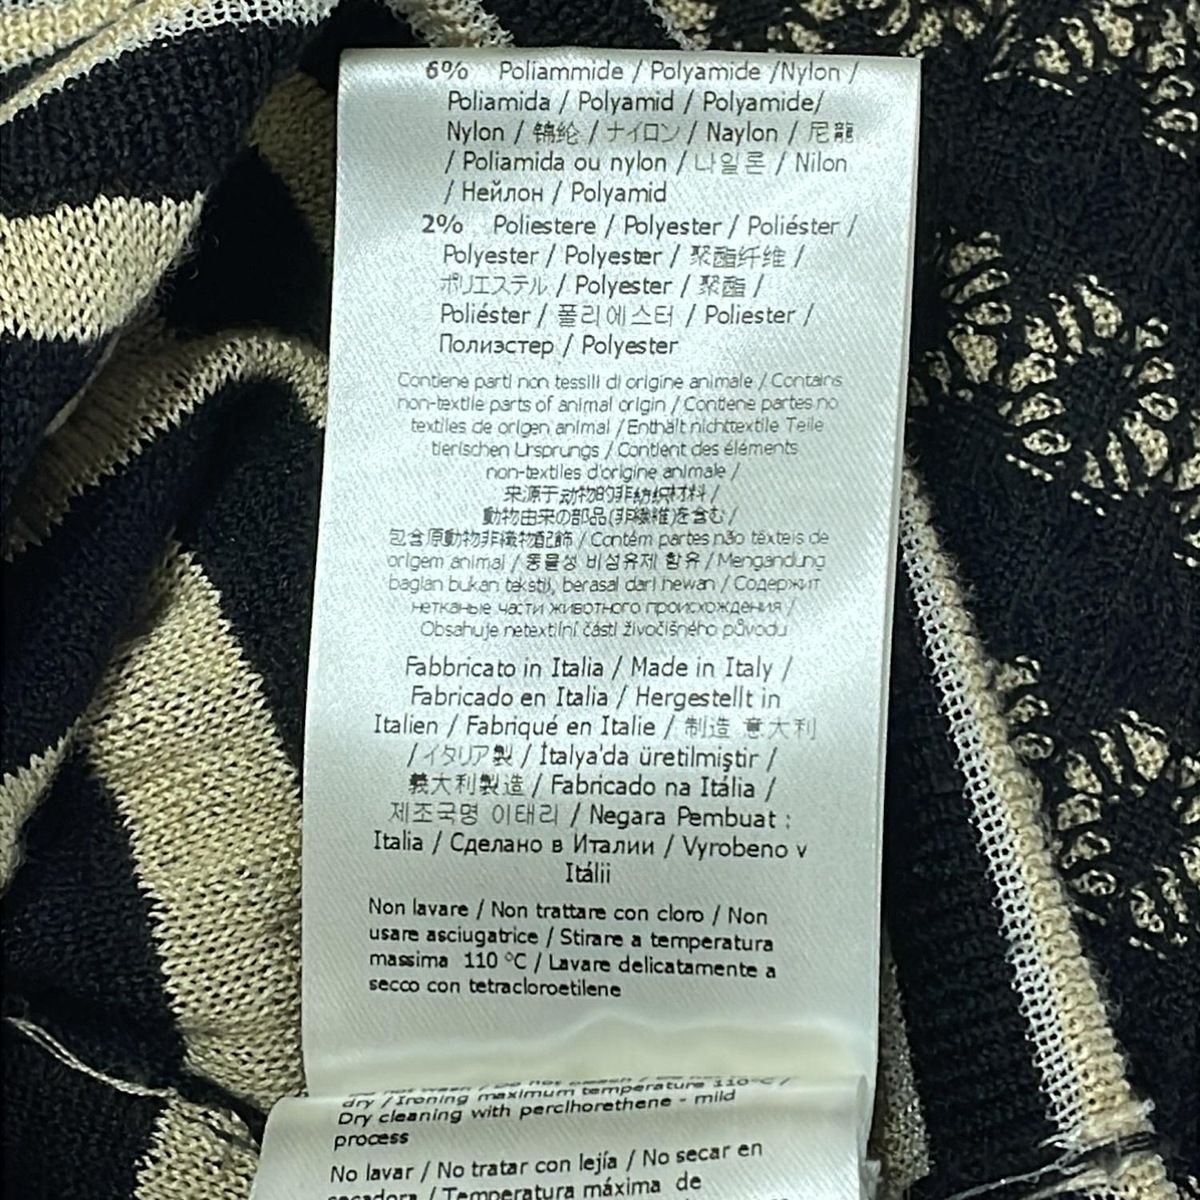 6% Poliammide / Polyamide /Nylon /
Poliamida / Polyamid / Polyamide/
Nylon / 锦纶 / ナイロン / Naylon / 尼龍
/ Poliamida ou nylon / 나일론 / Nilon
/ Нейлон / Polyamid
2% Poliestere / Polyester / Poliéster /
Polyester / Polyester / 聚酯纤维 /
ポリエステル / Polyester / 聚酯 /
Poliéster / 폴리에스터 / Poliester /
Полиэстер / Polyester
Contiene parti non tessili di origine animale / Contains
non-textile parts of animal origin / Contiene partes no
textiles de origen animal / Enthält nichttextile Teile
tierischen Ursprungs / Contient des éléments
non-textiles d'origine animale /
来源于动物的非纺织材料 /
動物由来の部品(非繊維)を含む /
包含原動物非織物配飾 / Contém partes não têxteis de
origem animal / 동물성 비섬유제 함유 / Mengandung
bagian bukan tekstil, berasal dari hewan / Содержит
нетканые части животного происхождения /
Obsahuje netextilní části živočišného původu
Fabbricato in Italia / Made in Italy /
Fabricado en Italia / Hergestellt in
Italien / Fabriqué en Italie / 制造 意大利
/ イタリア製 / İtalya'da üretilmiştir /
義大利製造 / Fabricado na Itália /
제조국명 이태리 / Negara Pembuat :
Italia / Сделано в Италии / Vyrobeno v
Itálii
Non lavare / Non trattare con cloro / Non
usare asciugatrice / Stirare a temperatura
massima 110 °C / Lavare delicatamente a
secco con tetracloroetilene
dry / Ironing maximum temperature 110°C /
Dry cleaning with perclhorethene - mild
process
No lavar / No tratar con lejía / No secar en
secadora / Temperatura máxima de